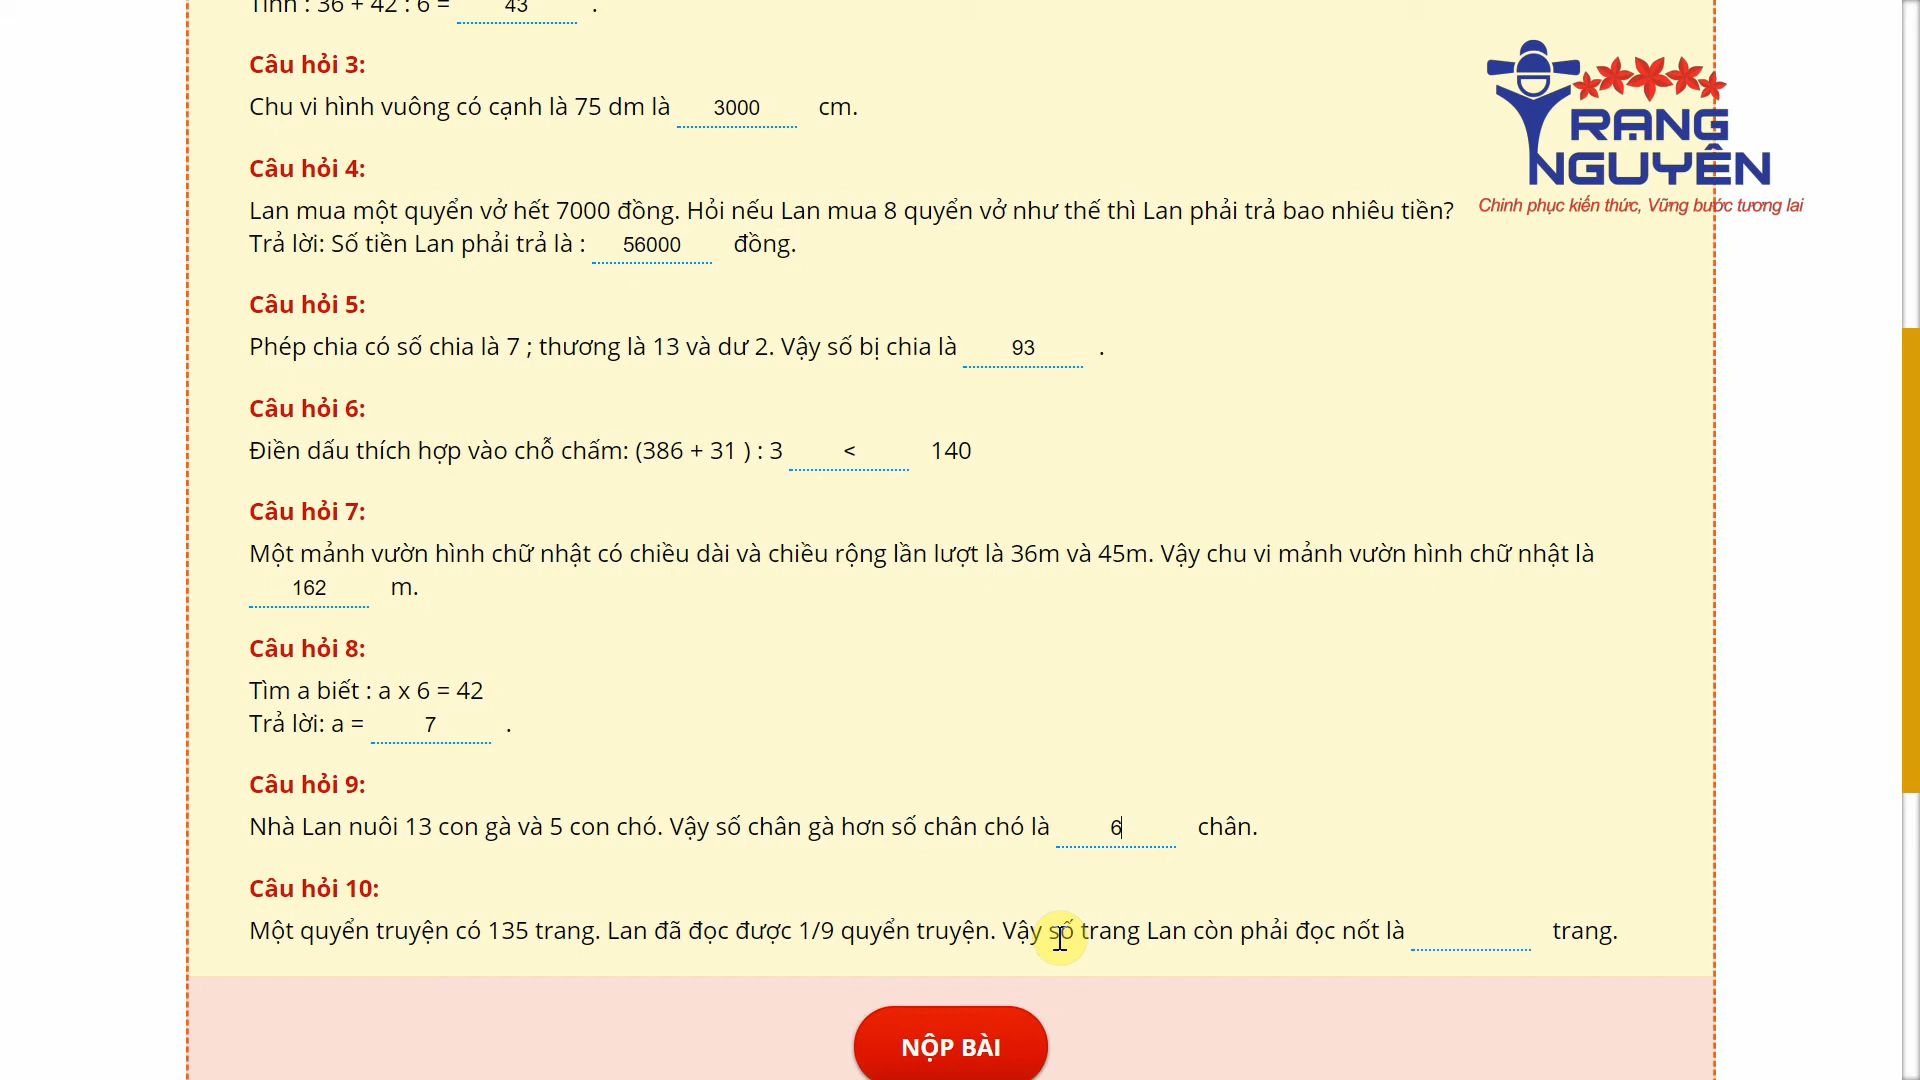 Tính : 36 + 42 : 6 = 43 .
Câu hỏi 3:
Chu vi hình vuông có cạnh là 75 dm là 3000 cm.
Câu hỏi 4:
Lan mua một quyển vở hết 7000 đồng. Hỏi nếu Lan mua 8 quyển vở như thế thì Lan phải trả bao nhiêu tiền?
Trả lời: Số tiền Lan phải trả là : 56000 đồng.
Câu hỏi 5:
Phép chia có số chia là 7 ; thương là 13 và dư 2. Vậy số bị chia là 93 .
Câu hỏi 6:
Điền dấu thích hợp vào chỗ chấm: (386 + 31 ) : 3 < 140
Câu hỏi 7:
Một mảnh vườn hình chữ nhật có chiều dài và chiều rộng lần lượt là 36m và 45m. Vậy chu vi mảnh vườn hình chữ nhật là
162 m.
Câu hỏi 8:
Tìm a biết : a x 6 = 42
Trả lời: a = 7 .
Câu hỏi 9:
Nhà Lan nuôi 13 con gà và 5 con chó. Vậy số chân gà hơn số chân chó là 6 chân.
Câu hỏi 10:
Một quyển truyện có 135 trang. Lan đã đọc được 1/9 quyển truyện. Vậy số trang Lan còn phải đọc nốt là trang.
NỘP BÀI
TRẠNG
NGUYÊN
Chinh phục kiến thức, Vững bước tương lai